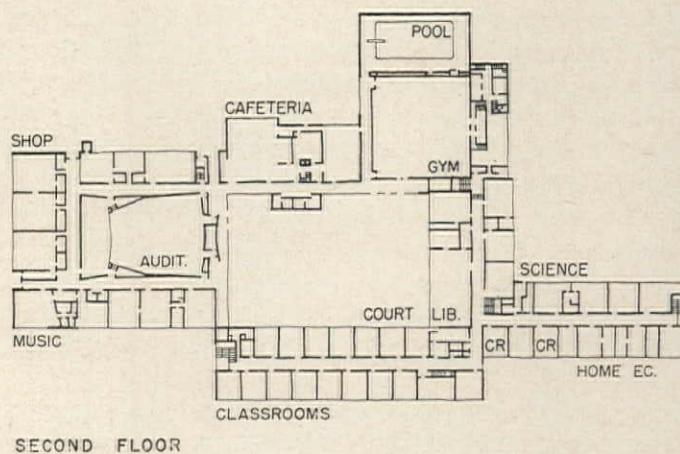 POOL
CAFETERIA
SHOP
GYM
AUDIT.
SCIENCE
COURT
LIB.
MUSIC
CR
CR
HOME EC.
CLASSROOMS
SECOND FLOOR